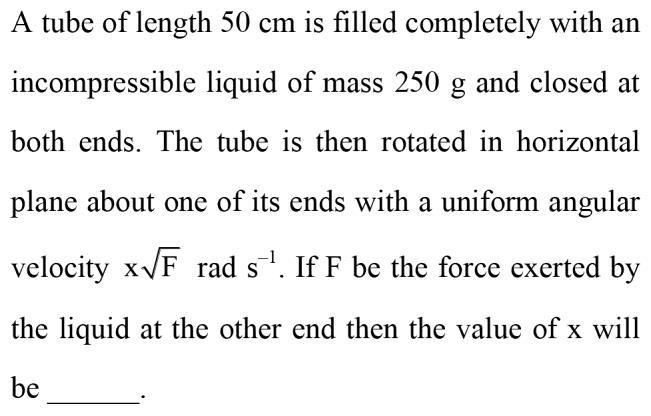 A tube of length 50 cm is filled completely with an
incompressible liquid of mass 250 g and closed at
both ends. The tube is then rotated in horizontal
plane about one of its ends with a uniform angular
velocity x√F rad s⁻¹. If F be the force exerted by
the liquid at the other end then the value of x will
be ______.